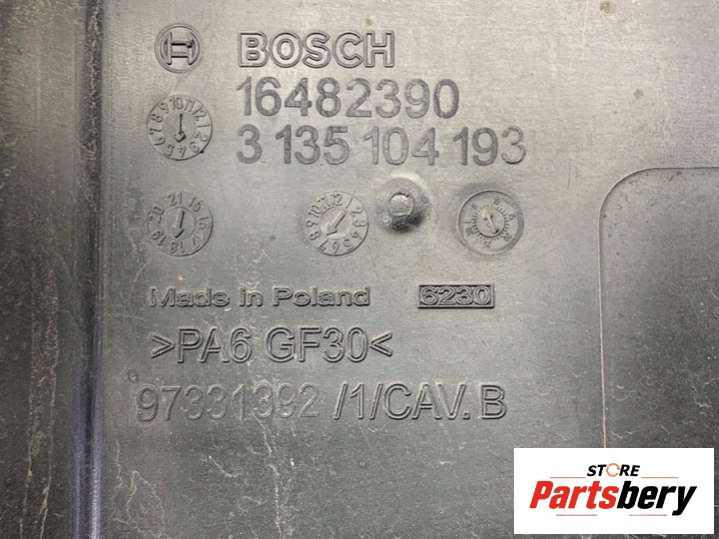 BOSCH
16482390
3 135 104 193
Made in Poland 6230
>PA6 GF30<
97331392 /1/CAV.B
STORE
Partsbery